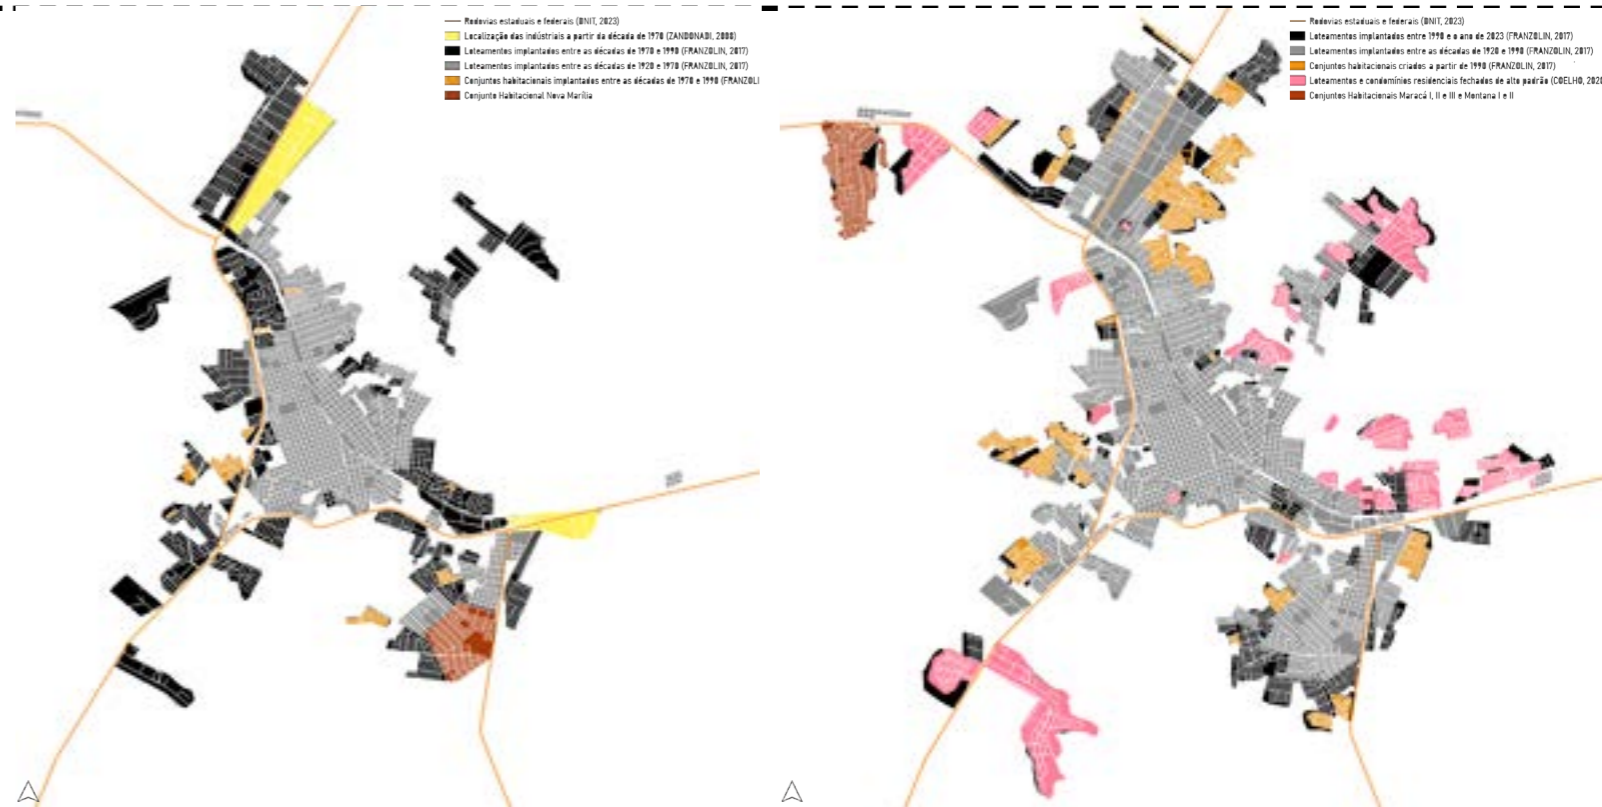 Rodovias estaduais e federais (DNIT, 2023)
Localização das indústriais a partir da década de 1970 (ZANDONADI, 2008)
Loteamentos implantados entre as décadas de 1970 e 1990 (FRANZOLIN, 2017)
Loteamentos implantados entre as décadas de 1920 e 1970 (FRANZOLIN, 2017)
Conjuntos habitacionais implantados entre as décadas de 1970 e 1990 (FRANZOLI
Conjunto Habitacional Nova Marília
Rodovias estaduais e federais (DNIT, 2023)
Loteamentos implantados entre 1990 e o ano de 2023 (FRANZOLIN, 2017)
Loteamentos implantados entre as décadas de 1920 e 1990 (FRANZOLIN, 2017)
Conjuntos habitacionais criados a partir de 1990 (FRANZOLIN, 2017)
Loteamentos e condomínios residenciais fechados de alto padrão (COELHO, 2020
Conjuntos Habitacionais Maracá I, II e III e Montana I e II